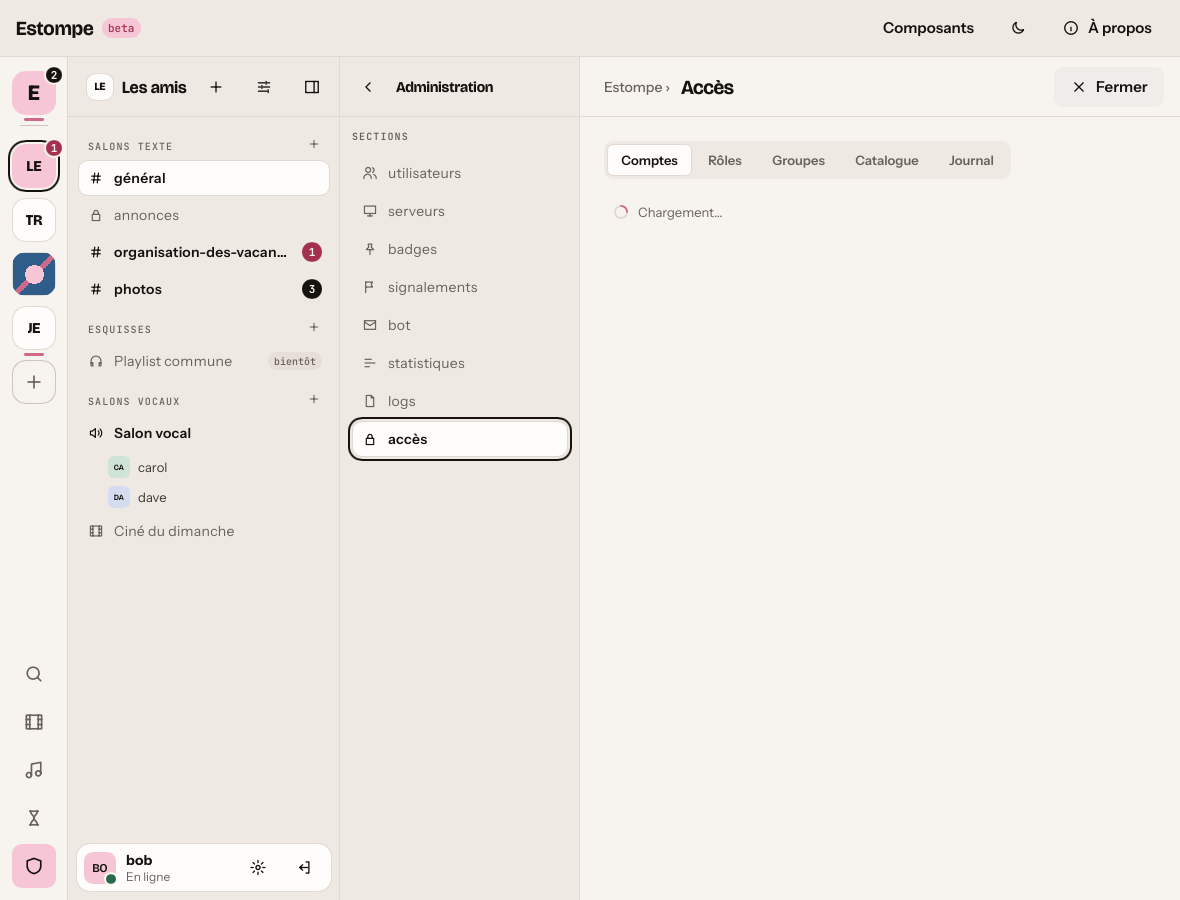 Estompe beta
Composants
À propos
E 2
LE 1
TR
JE
LE Les amis
SALONS TEXTE
général
annonces
organisation-des-vacan… 1
photos 3
ESQUISSES
Playlist commune bientôt
SALONS VOCAUX
Salon vocal
CA carol
DA dave
Ciné du dimanche
BO bob
En ligne
Administration
SECTIONS
utilisateurs
serveurs
badges
signalements
bot
statistiques
logs
accès
Estompe › Accès
Fermer
Comptes Rôles Groupes Catalogue Journal
Chargement…